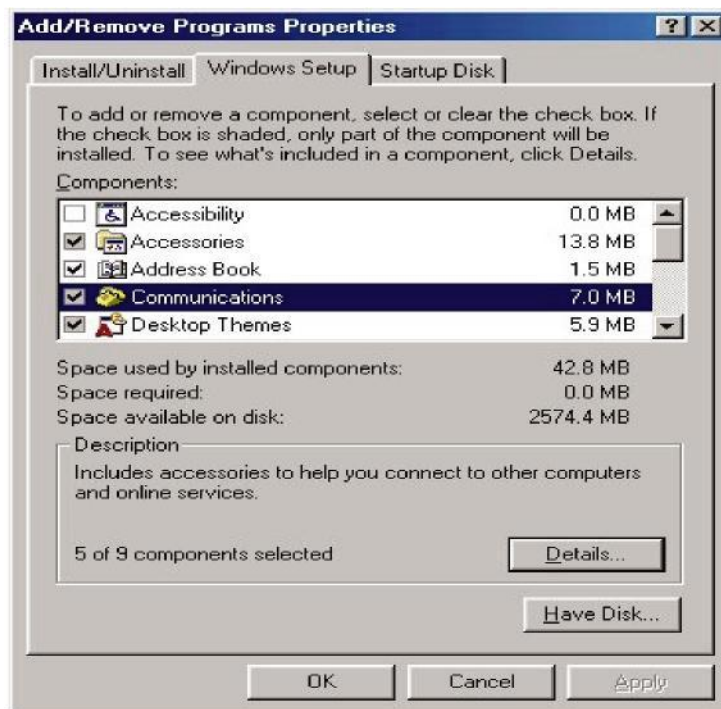 Add/Remove Programs Properties
Install/Uninstall Windows Setup Startup Disk
To add or remove a component, select or clear the check box. If
the check box is shaded, only part of the component will be
installed. To see what's included in a component, click Details.
Components:
Accessibility 0.0 MB
Accessories 13.8 MB
Address Book 1.5 MB
Communications 7.0 MB
Desktop Themes 5.9 MB
Space used by installed components: 42.8 MB
Space required: 0.0 MB
Space available on disk: 2574.4 MB
Description
Includes accessories to help you connect to other computers
and online services.
5 of 9 components selected Details...
Have Disk...
OK Cancel Apply